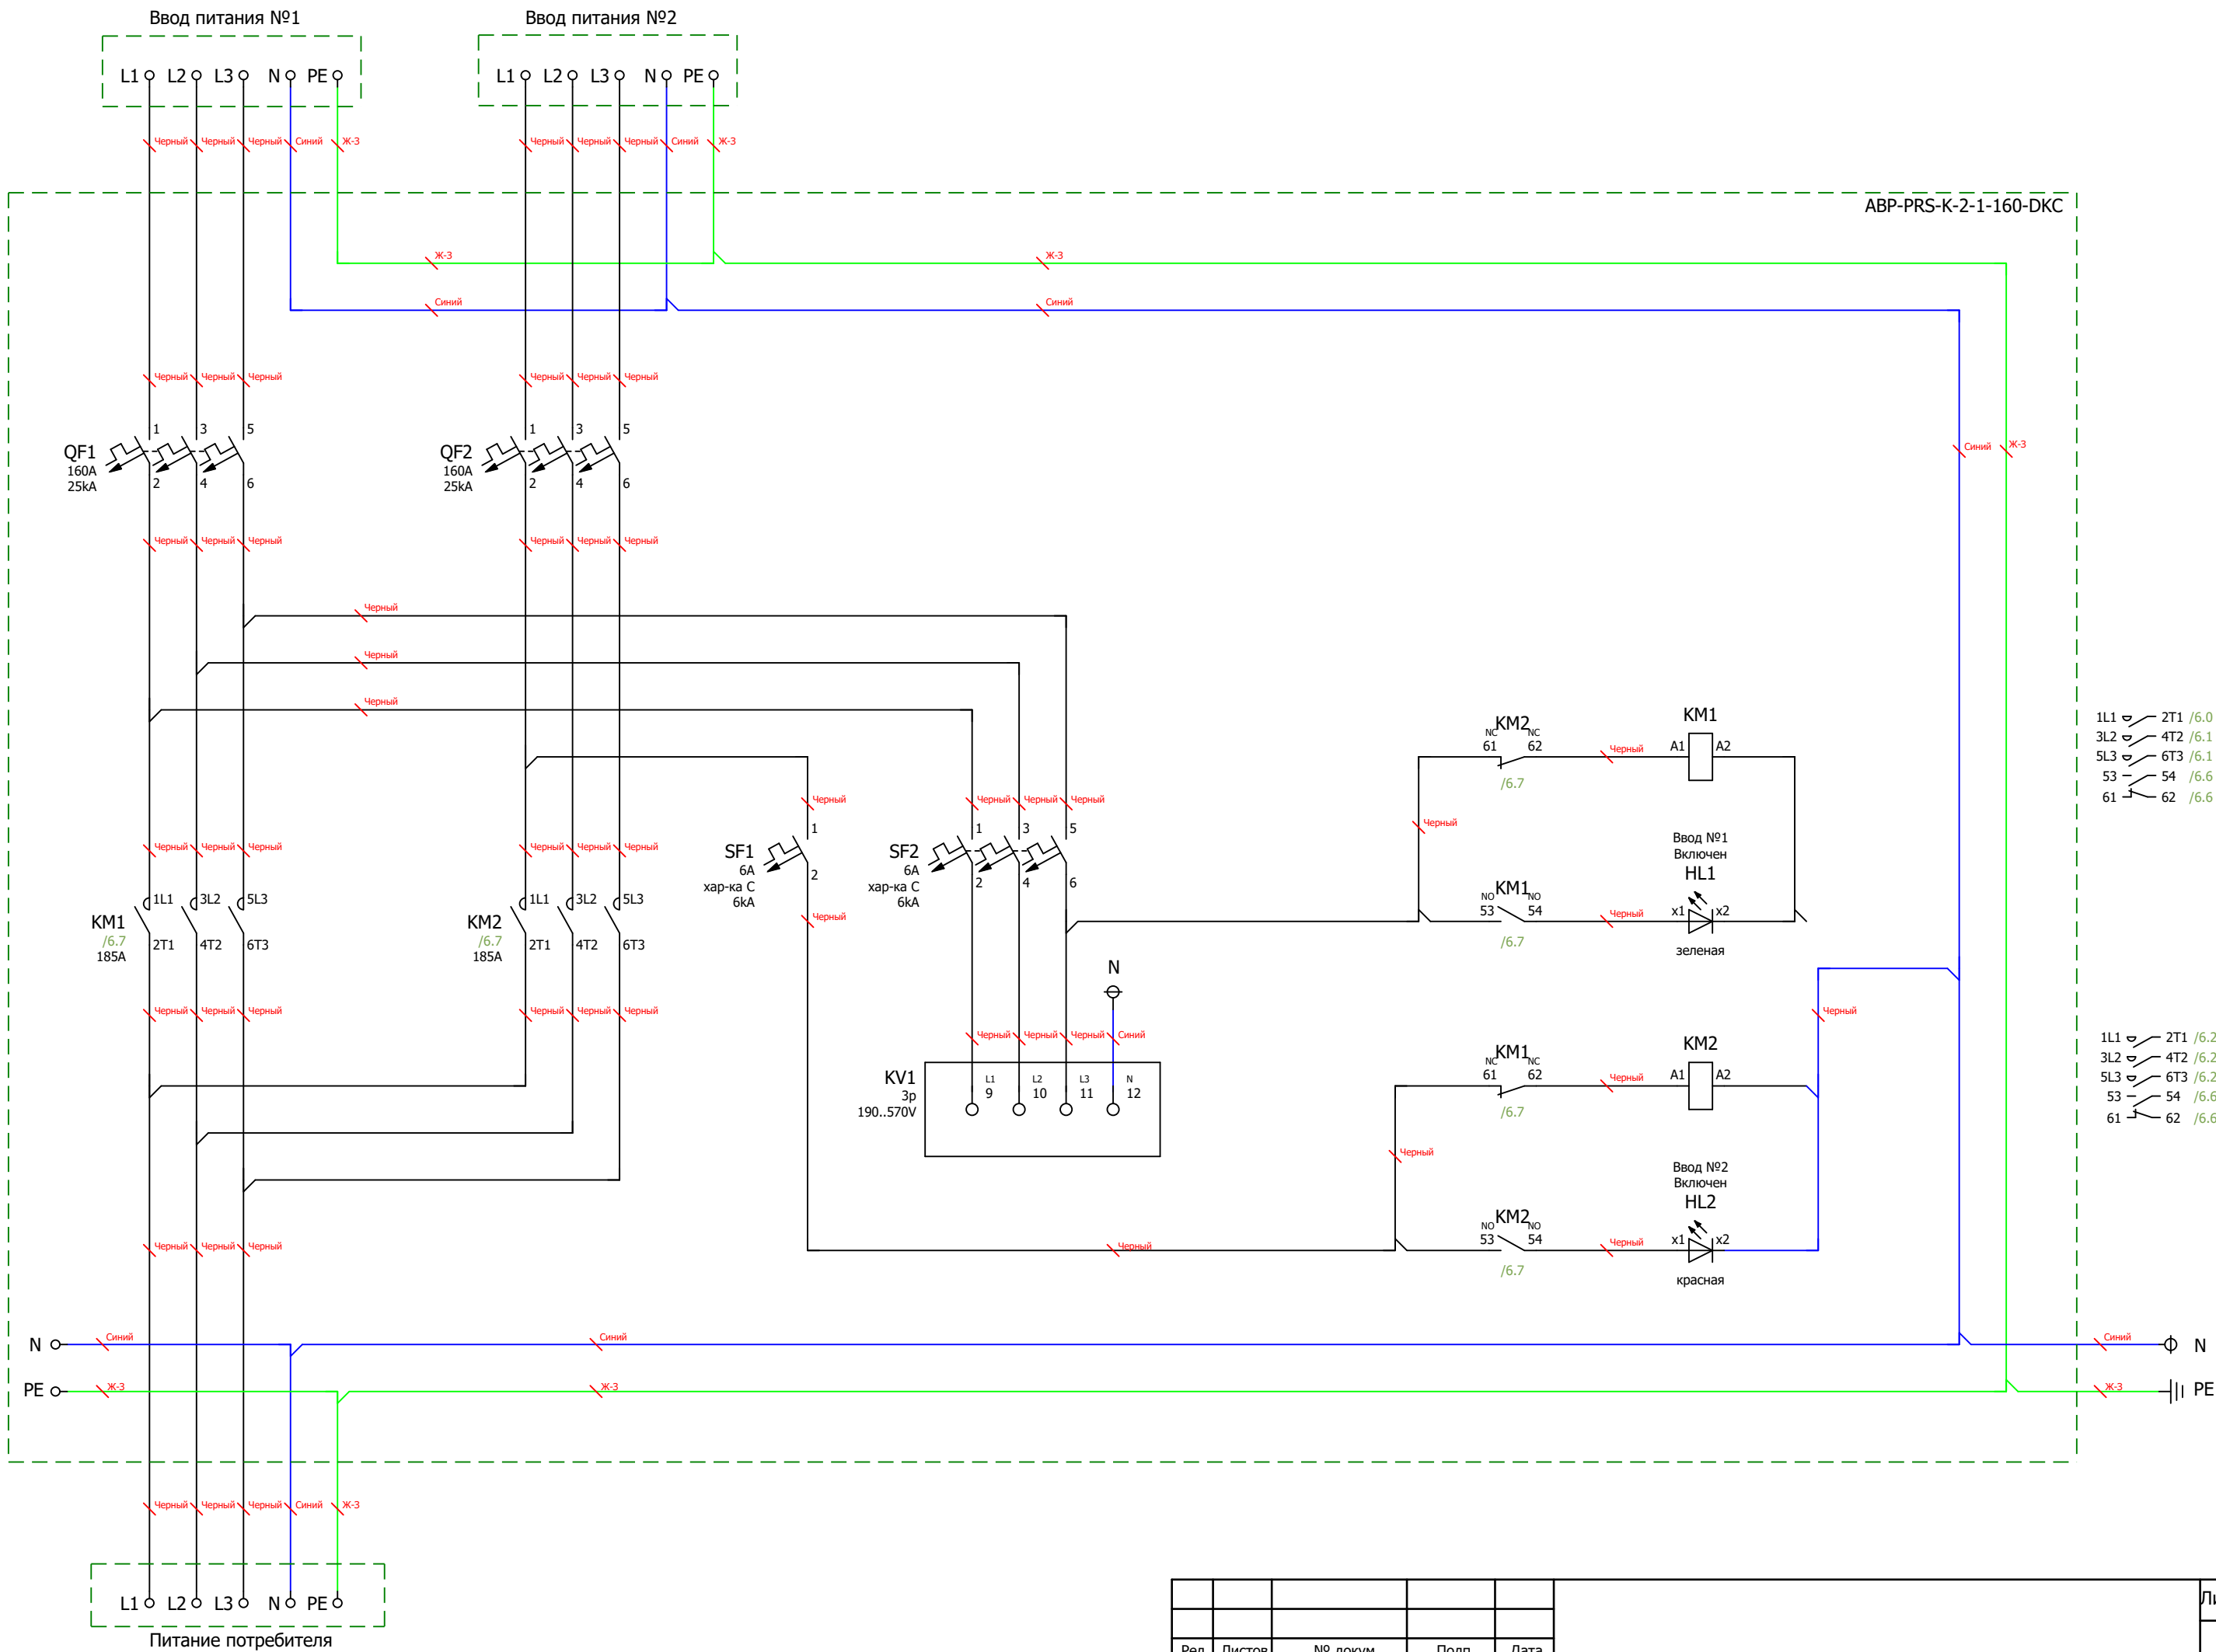 Ввод питания №1
Ввод питания №2
L1 L2 L3 N PE
L1 L2 L3 N PE
Черный Черный Черный Синий Ж-З
Черный Черный Черный Синий Ж-З
АВР-PRS-K-2-1-160-DKC
Ж-З
Ж-З
Синий
Синий
Черный Черный Черный
Черный Черный Черный
1 3 5
1 3 5
Синий Ж-З
QF1
160A
25kA
2 4 6
QF2
160A
25kA
2 4 6
Черный Черный Черный
Черный Черный Черный
Черный
Черный
Черный
KM2
NC NC
61 62
/6.7
Черный
KM1
A1 A2
1L1 2T1 /6.0
3L2 4T2 /6.1
5L3 6T3 /6.1
53 54 /6.6
61 62 /6.6
Черный
Черный Черный Черный
Черный
1
1 3 5
Черный Черный Черный
Черный Черный Черный
SF1
6A
хар-ка C
6kA
2
SF2
6A
хар-ка C
6kA
2 4 6
Ввод №1
Включен
HL1
KM1
NO NO
53 54
/6.7
Черный
x1 x2
зеленая
1L1 3L2 5L3
KM1
/6.7
185A
2T1 4T2 6T3
1L1 3L2 5L3
KM2
/6.7
185A
2T1 4T2 6T3
Черный
N
Черный Черный Черный
Черный Черный Черный
Черный Черный Черный Синий
Черный
KV1
3p
190..570V
L1 L2 L3 N
9 10 11 12
KM1
NC NC
61 62
/6.7
Черный
KM2
A1 A2
1L1 2T1 /6.2
3L2 4T2 /6.2
5L3 6T3 /6.2
53 54 /6.6
61 62 /6.6
Черный
Ввод №2
Включен
HL2
KM2
NO NO
53 54
/6.7
Черный
x1 x2
красная
Черный Черный Черный
Черный
N Синий
Синий
Синий N
PE Ж-З
Ж-З
Ж-З PE
Черный Черный Черный Синий Ж-З
L1 L2 L3 N PE
Питание потребителя
Ред Листов № докум. Подп. Дата